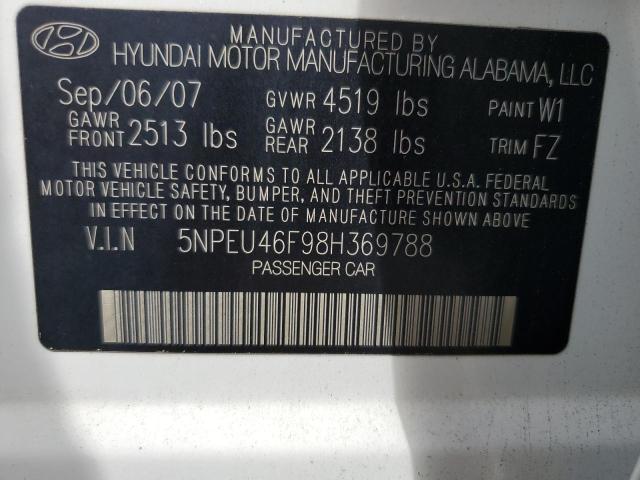 MANUFACTURED BY
HYUNDAI MOTOR MANUFACTURING ALABAMA, LLC
Sep/06/07 GVWR 4519 lbs PAINT W1
GAWR FRONT 2513 lbs GAWR REAR 2138 lbs TRIM FZ
THIS VEHICLE CONFORMS TO ALL APPLICABLE U.S.A. FEDERAL
MOTOR VEHICLE SAFETY, BUMPER, AND THEFT PREVENTION STANDARDS
IN EFFECT ON THE DATE OF MANUFACTURE SHOWN ABOVE
V.I.N 5NPEU46F98H369788
PASSENGER CAR